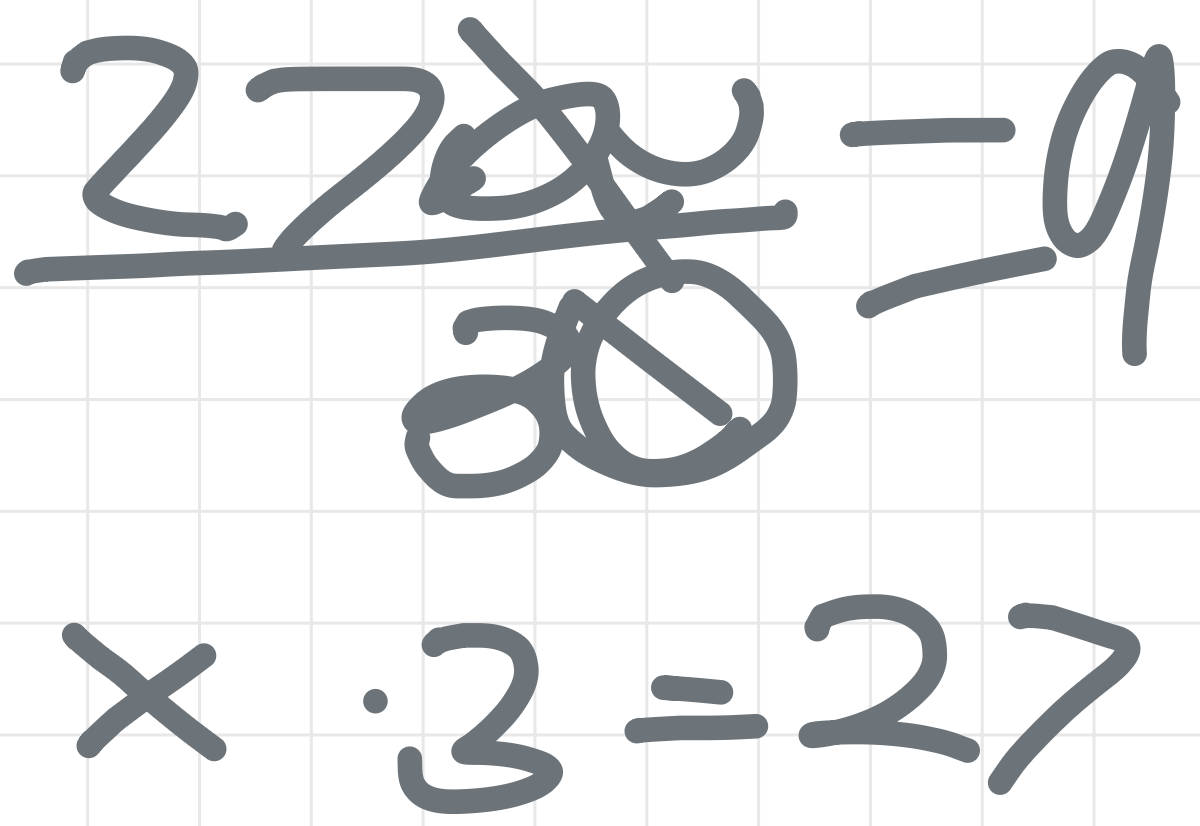 27 = 9
x · 3 = 27